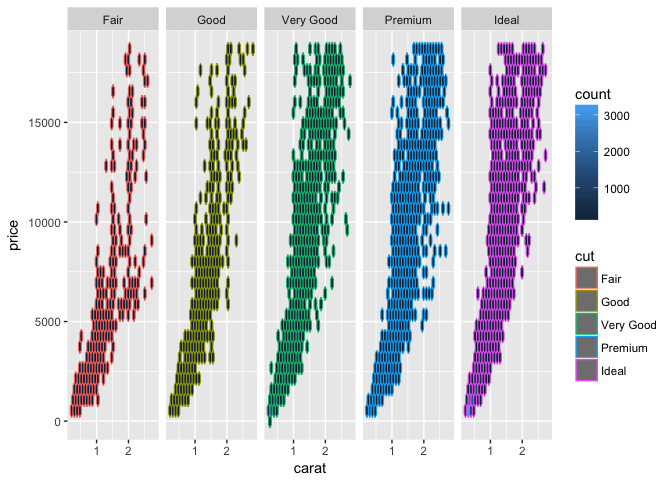 Fair Good Very Good Premium Ideal
15000
10000
5000
0
price
1 2 1 2 1 2 1 2 1 2
carat
count
3000
2000
1000
cut
Fair
Good
Very Good
Premium
Ideal